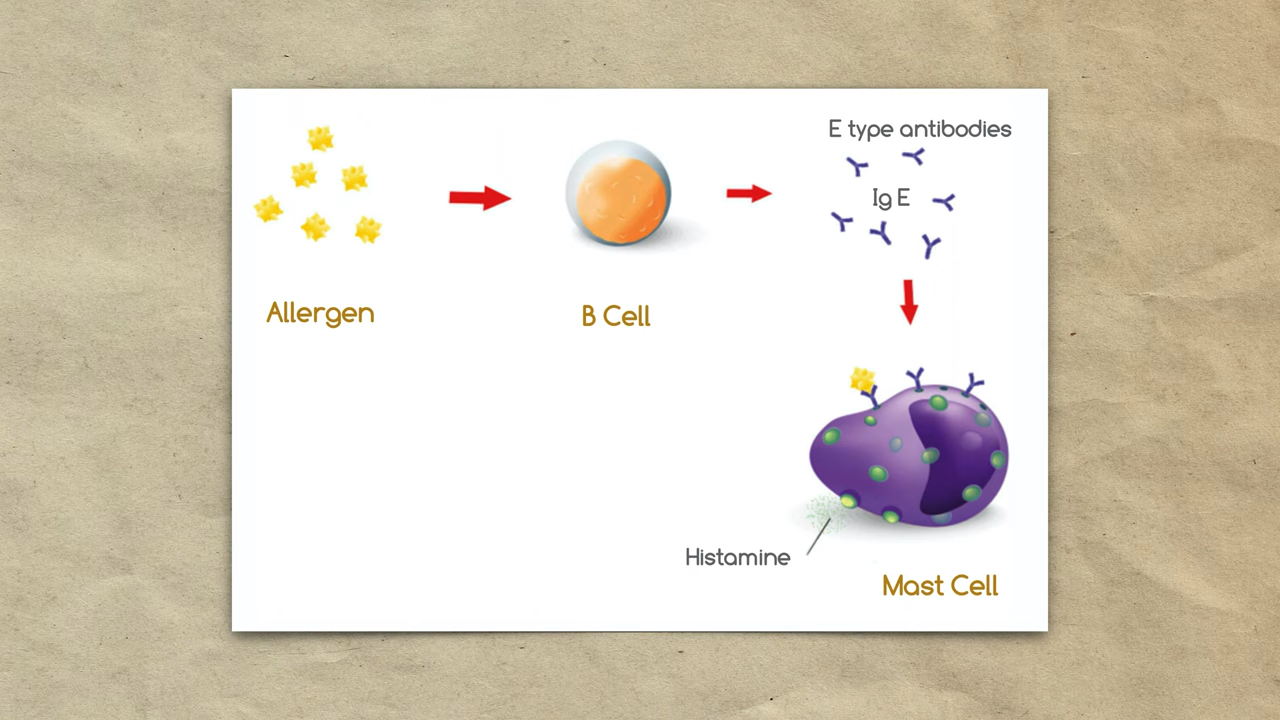 E type antibodies
Ig E
Allergen
B Cell
Histamine
Mast Cell